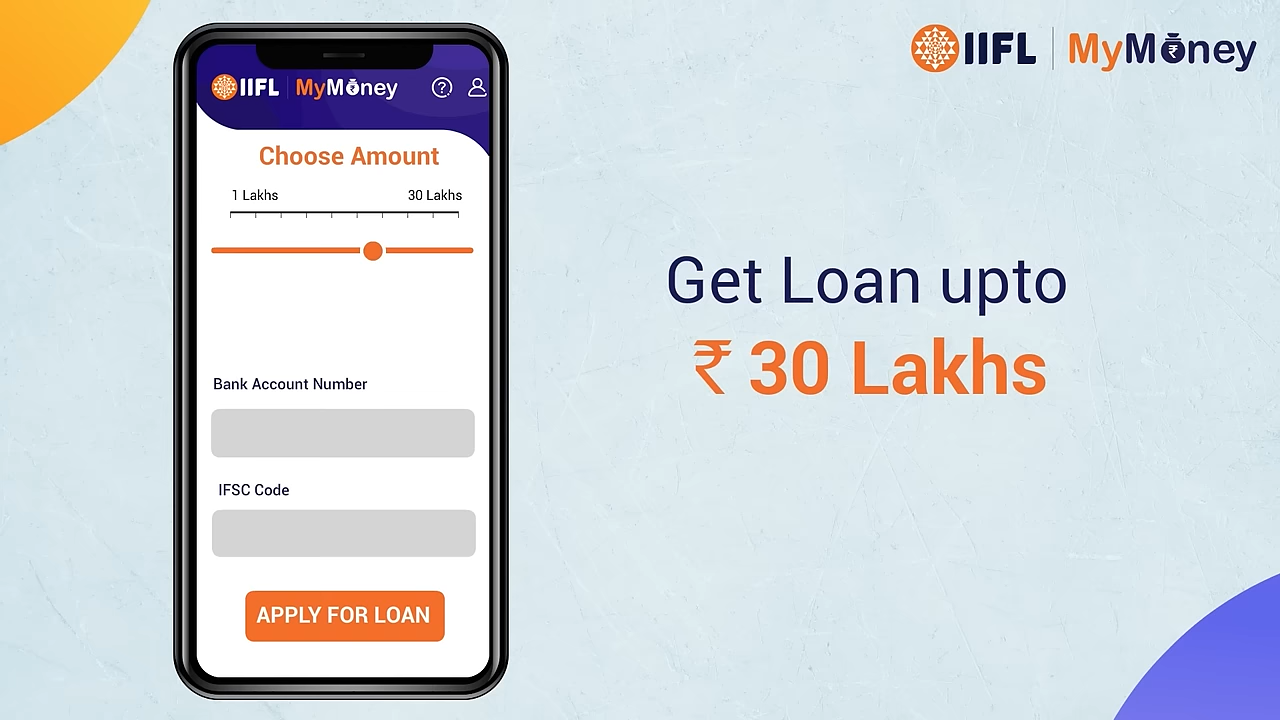 IIFL MyMoney
Choose Amount
1 Lakhs 30 Lakhs
Bank Account Number
IFSC Code
APPLY FOR LOAN
IIFL MyMoney
Get Loan upto
₹ 30 Lakhs